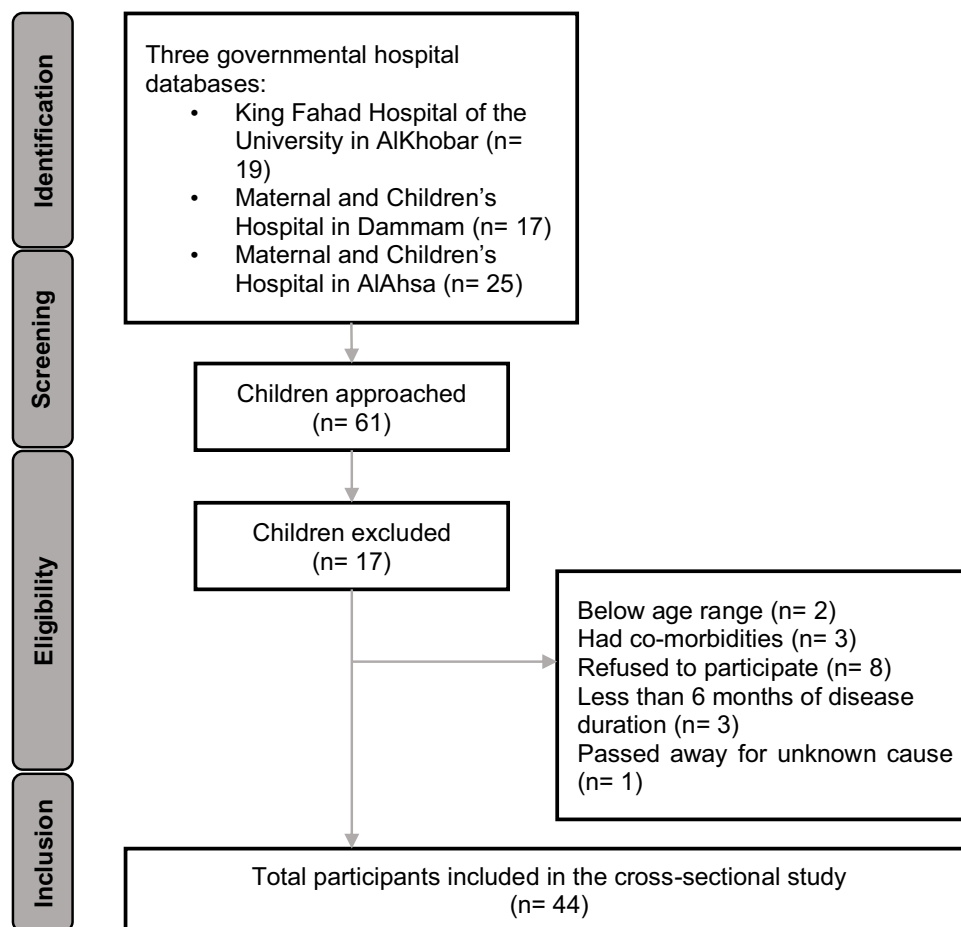 Identification
Three governmental hospital
databases:
• King Fahad Hospital of the
University in AlKhobar (n=
19)
• Maternal and Children’s
Hospital in Dammam (n= 17)
• Maternal and Children’s
Hospital in AlAhsa (n= 25)
Screening
Children approached
(n= 61)
Eligibility
Children excluded
(n= 17)
Below age range (n= 2)
Had co-morbidities (n= 3)
Refused to participate (n= 8)
Less than 6 months of disease
duration (n= 3)
Passed away for unknown cause
(n= 1)
Inclusion
Total participants included in the cross-sectional study
(n= 44)